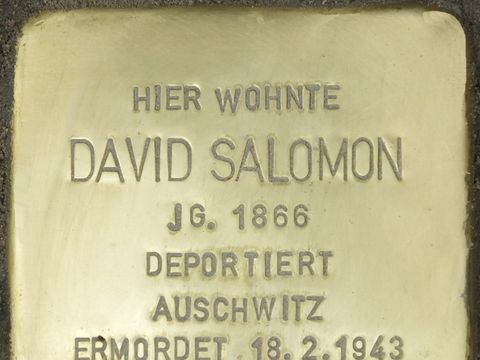 HIER WOHNTE
DAVID SALOMON
JG. 1866
DEPORTIERT
AUSCHWITZ
ERMORDET 18.2.1943